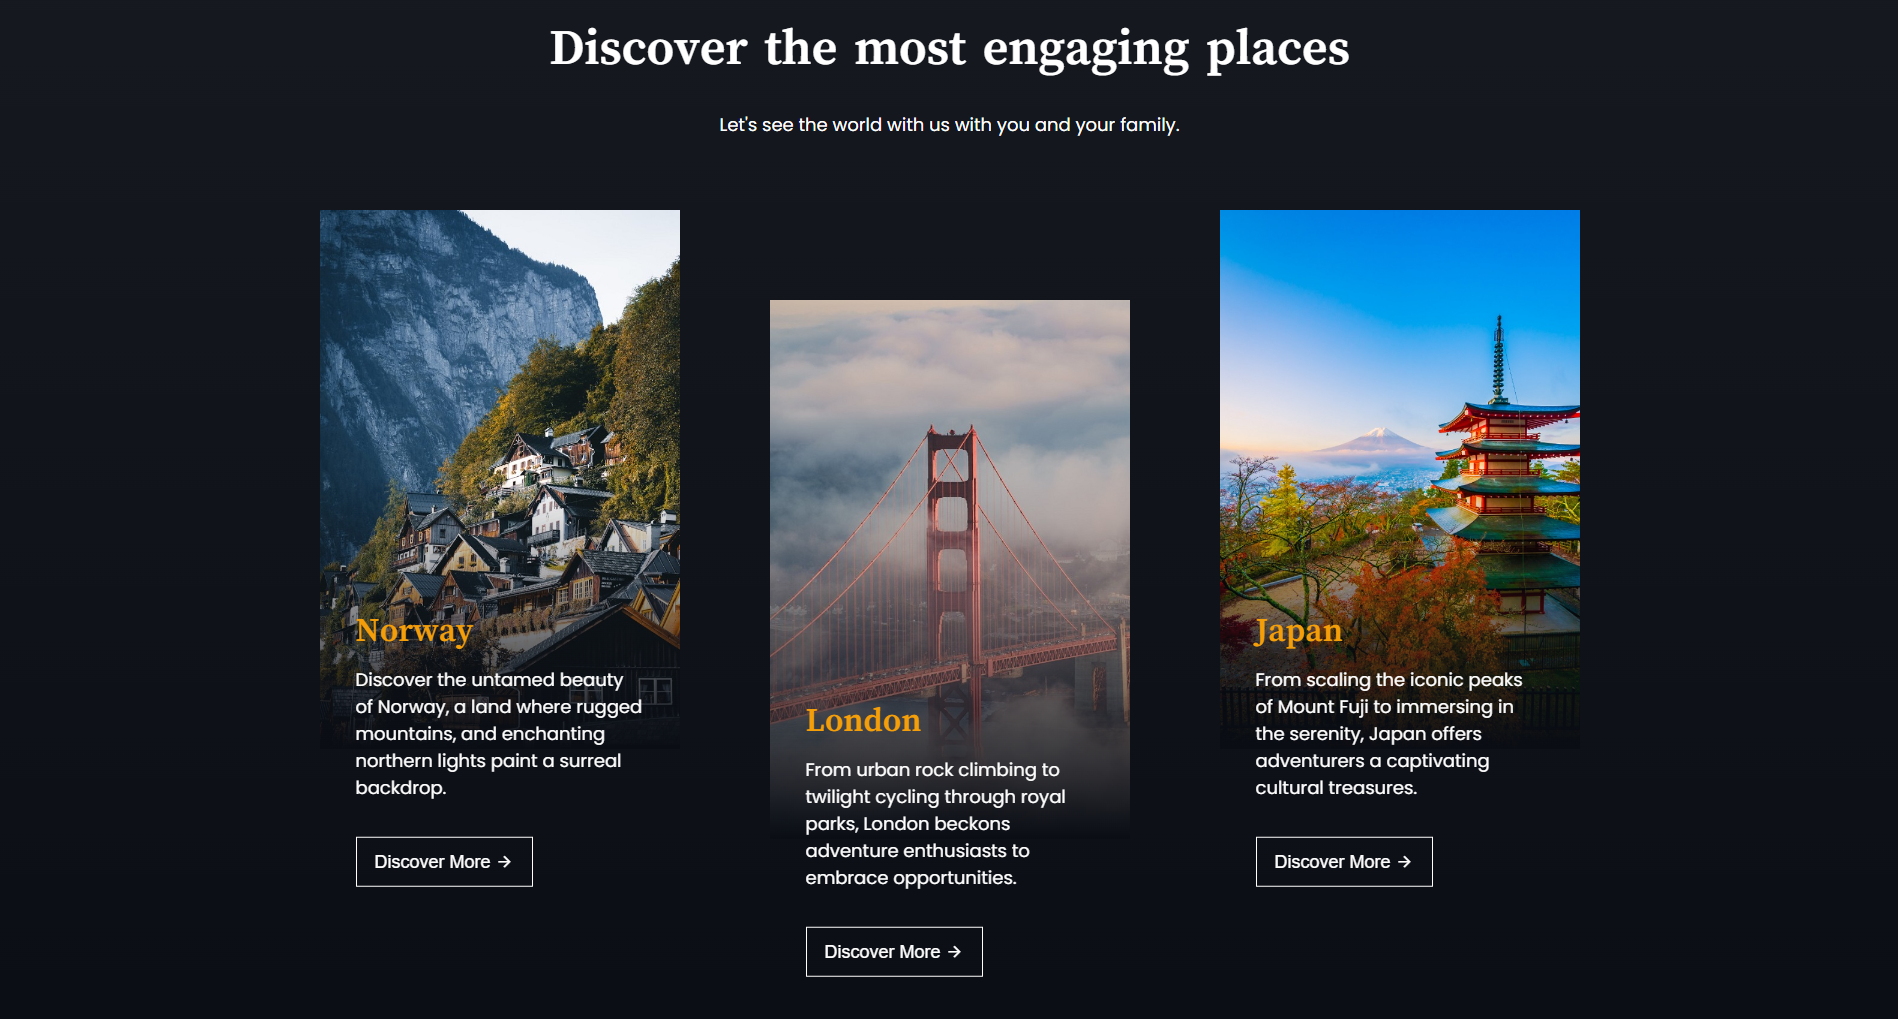 Discover the most engaging places
Let's see the world with us with you and your family.
Norway
Discover the untamed beauty
of Norway, a land where rugged
mountains, and enchanting
northern lights paint a surreal
backdrop.
Discover More →
London
From urban rock climbing to
twilight cycling through royal
parks, London beckons
adventure enthusiasts to
embrace opportunities.
Discover More →
Japan
From scaling the iconic peaks
of Mount Fuji to immersing in
the serenity, Japan offers
adventurers a captivating
cultural treasures.
Discover More →